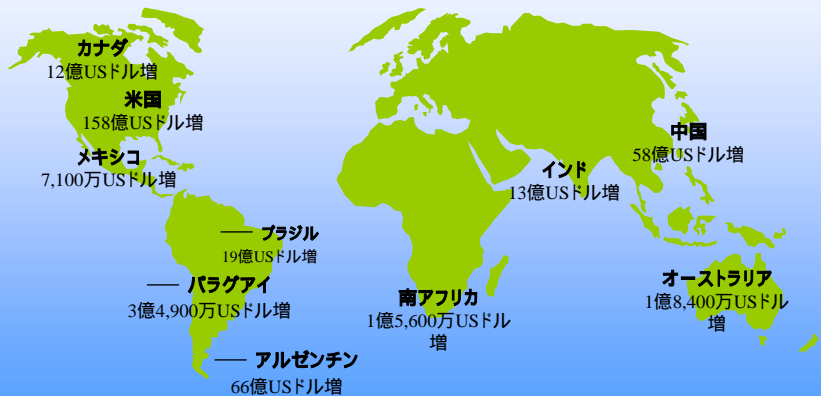 カナダ
12億USドル増
米国
158億USドル増
メキシコ
7,100万USドル増
ブラジル
19億USドル増
パラグアイ
3億4,900万USドル増
アルゼンチン
66億USドル増
南アフリカ
1億5,600万USドル
増
インド
13億USドル増
中国
58億USドル増
オーストラリア
1億8,400万USドル
増